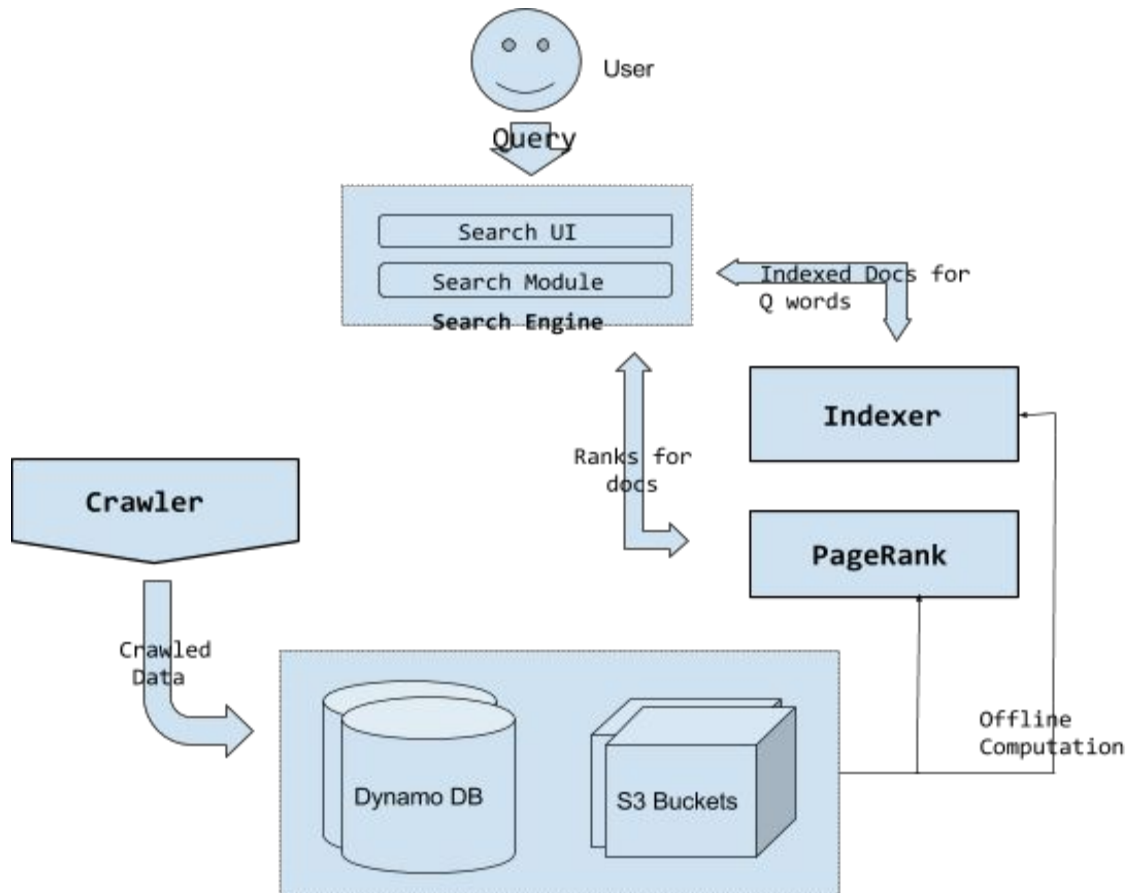 User
Query
Search UI
Search Module
Search Engine
Indexed Docs for
Q words
Indexer
Ranks for
docs
Crawler
PageRank
Crawled
Data
Dynamo DB
S3 Buckets
Offline
Computation